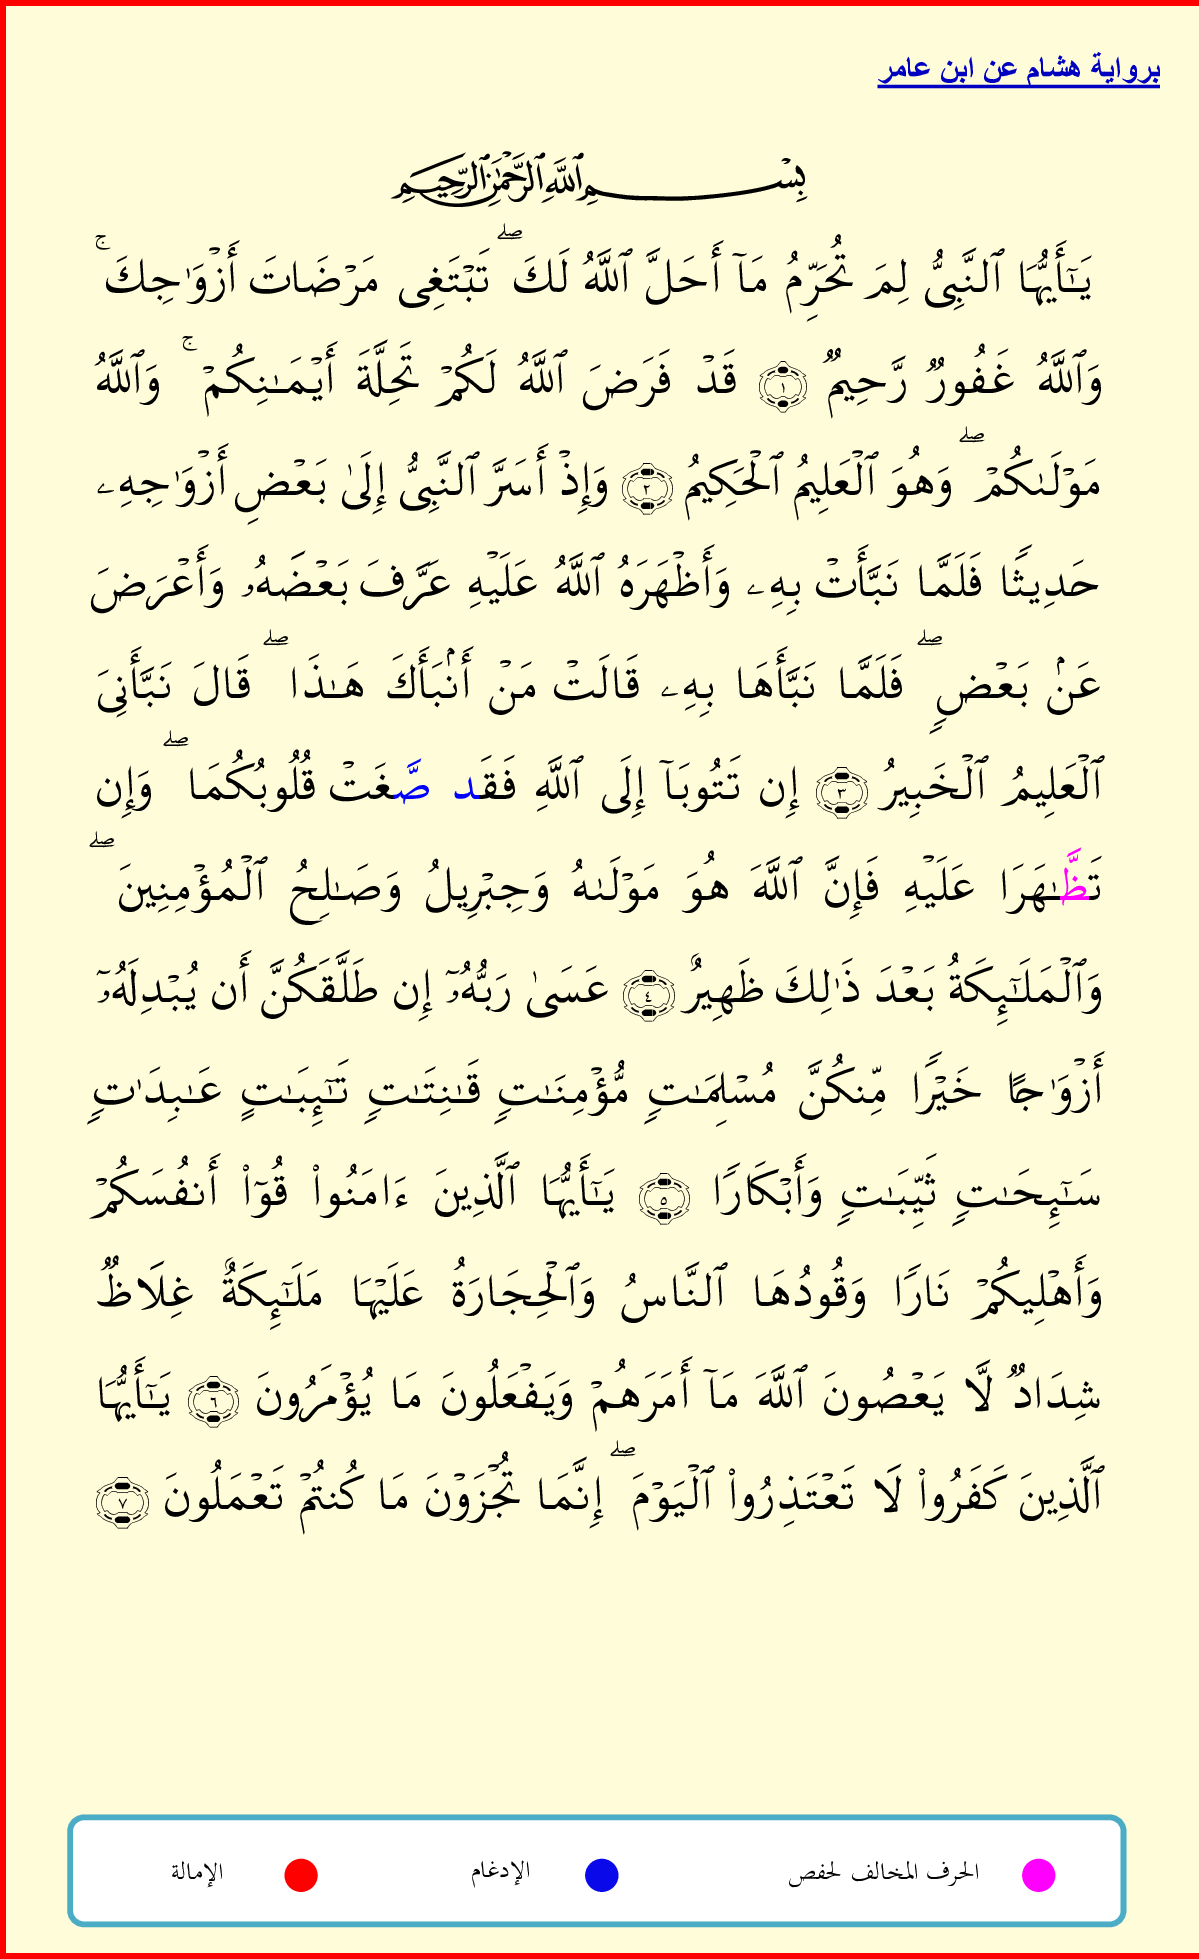 برواية هشام عن ابن عامر
بِسْمِ ٱللَّهِ ٱلرَّحْمَٰنِ ٱلرَّحِيمِ
يَـٰٓأَيُّهَا ٱلنَّبِىُّ لِمَ تُحَرِّمُ مَآ أَحَلَّ ٱللَّهُ لَكَ ۖ تَبْتَغِى مَرْضَاتَ أَزْوَٰجِكَ ۚ
وَٱللَّهُ غَفُورٌ رَّحِيمٌ ١ قَدْ فَرَضَ ٱللَّهُ لَكُمْ تَحِلَّةَ أَيْمَـٰنِكُمْ ۚ وَٱللَّهُ
مَوْلَىٰكُمْ ۖ وَهُوَ ٱلْعَلِيمُ ٱلْحَكِيمُ ٢ وَإِذْ أَسَرَّ ٱلنَّبِىُّ إِلَىٰ بَعْضِ أَزْوَٰجِهِۦ
حَدِيثًا فَلَمَّا نَبَّأَتْ بِهِۦ وَأَظْهَرَهُ ٱللَّهُ عَلَيْهِ عَرَّفَ بَعْضَهُۥ وَأَعْرَضَ
عَنۢ بَعْضٍ ۖ فَلَمَّا نَبَّأَهَا بِهِۦ قَالَتْ مَنْ أَنۢبَأَكَ هَـٰذَا ۖ قَالَ نَبَّأَنِىَ
ٱلْعَلِيمُ ٱلْخَبِيرُ ٣ إِن تَتُوبَآ إِلَى ٱللَّهِ فَقَد صَّغَتْ قُلُوبُكُمَا ۖ وَإِن
تَظَّـٰهَرَا عَلَيْهِ فَإِنَّ ٱللَّهَ هُوَ مَوْلَىٰهُ وَجِبْرِيلُ وَصَـٰلِحُ ٱلْمُؤْمِنِينَ ۖ
وَٱلْمَلَـٰٓئِكَةُ بَعْدَ ذَٰلِكَ ظَهِيرٌ ٤ عَسَىٰ رَبُّهُۥٓ إِن طَلَّقَكُنَّ أَن يُبْدِلَهُۥٓ
أَزْوَٰجًا خَيْرًا مِّنكُنَّ مُسْلِمَـٰتٍ مُّؤْمِنَـٰتٍ قَـٰنِتَـٰتٍ تَـٰٓئِبَـٰتٍ عَـٰبِدَٰتٍ
سَـٰٓئِحَـٰتٍ ثَيِّبَـٰتٍ وَأَبْكَارًا ٥ يَـٰٓأَيُّهَا ٱلَّذِينَ ءَامَنُوا۟ قُوٓا۟ أَنفُسَكُمْ
وَأَهْلِيكُمْ نَارًا وَقُودُهَا ٱلنَّاسُ وَٱلْحِجَارَةُ عَلَيْهَا مَلَـٰٓئِكَةٌ غِلَاظٌ
شِدَادٌ لَّا يَعْصُونَ ٱللَّهَ مَآ أَمَرَهُمْ وَيَفْعَلُونَ مَا يُؤْمَرُونَ ٦ يَـٰٓأَيُّهَا
ٱلَّذِينَ كَفَرُوا۟ لَا تَعْتَذِرُوا۟ ٱلْيَوْمَ ۖ إِنَّمَا تُجْزَوْنَ مَا كُنتُمْ تَعْمَلُونَ ٧
الحرف المخالف لحفص الإدغام الإمالة